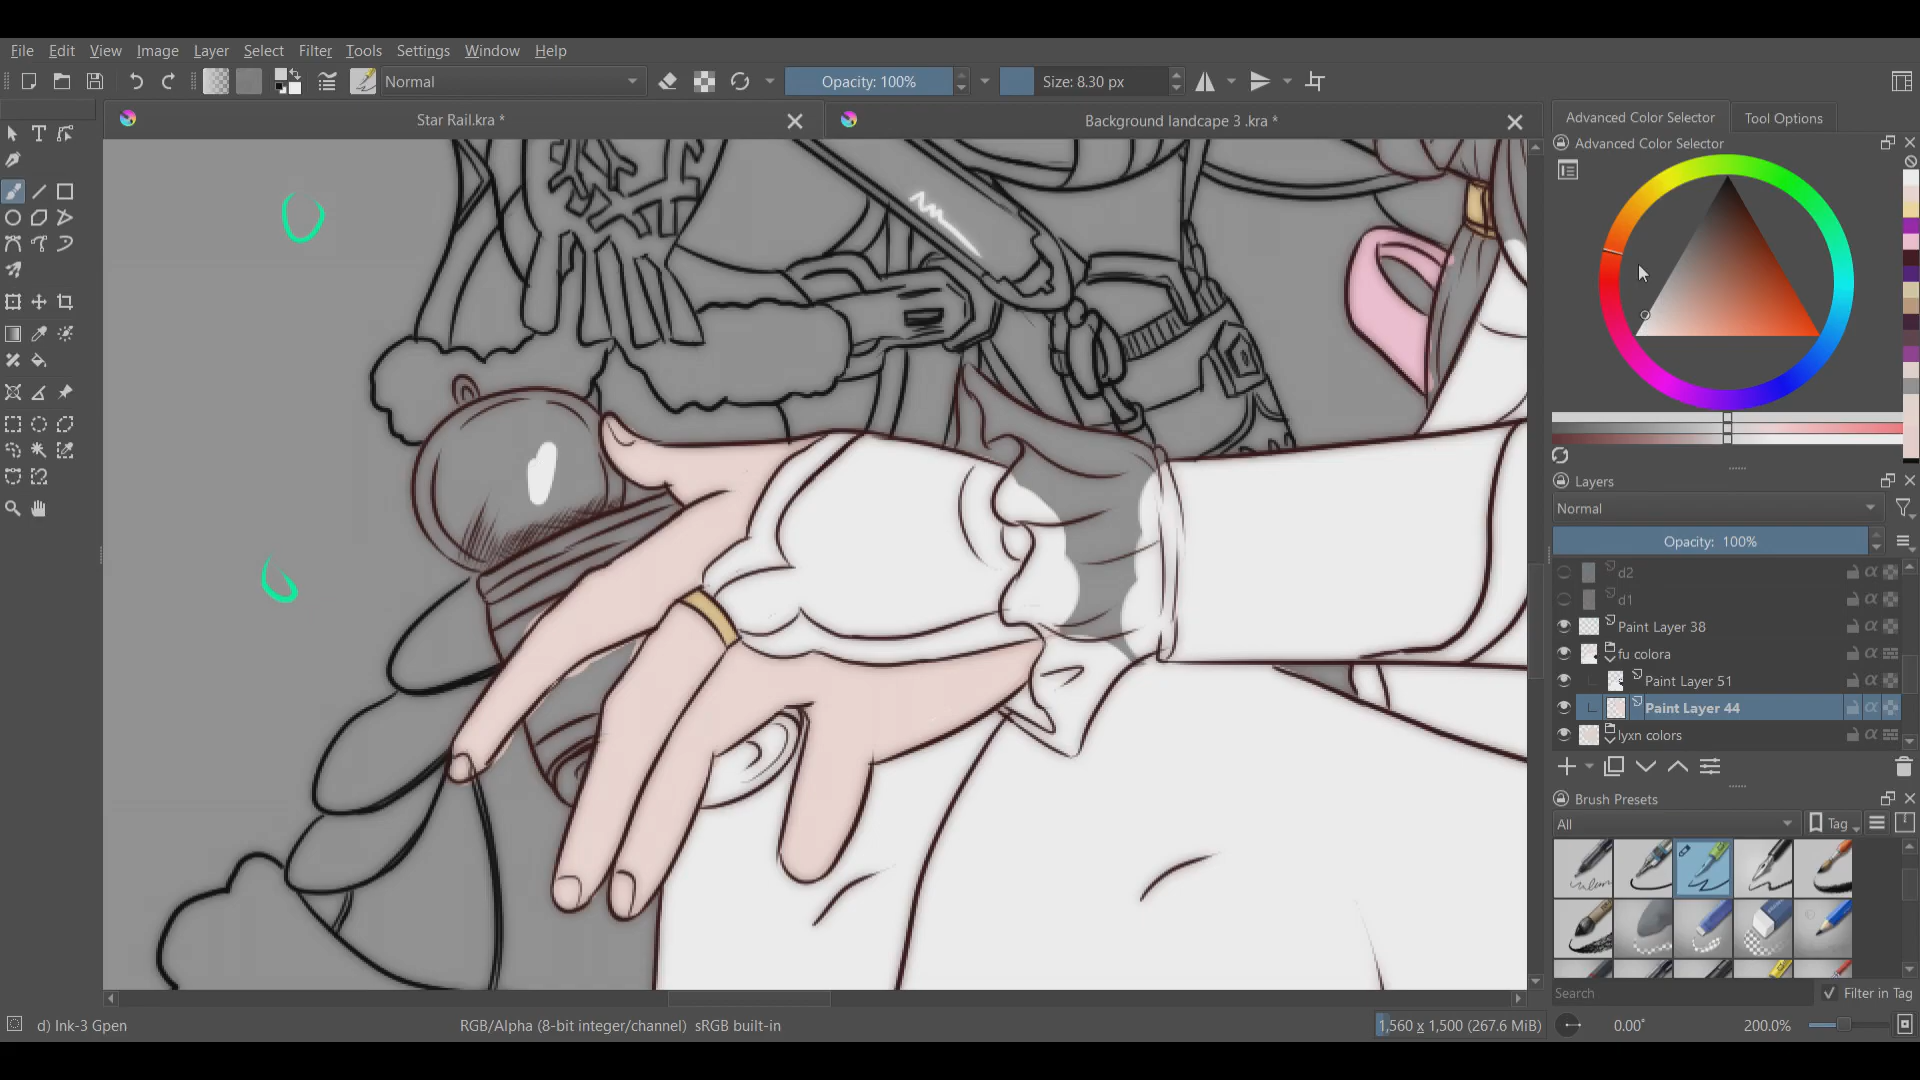 File Edit View Image Layer Select Filter Tools Settings Window Help
Normal Opacity: 100% Size: 8.30 px
Star Rail.kra * Background landcape 3 .kra *
Advanced Color Selector Tool Options
Advanced Color Selector
Layers
Normal
Opacity: 100%
d2
d1
Paint Layer 38
fu colora
Paint Layer 51
Paint Layer 44
lyxn colors
Brush Presets
All Tag
Search Filter in Tag
d) Ink-3 Gpen RGB/Alpha (8-bit integer/channel) sRGB built-in 1,560 x 1,500 (267.6 MiB) 0.00° 200.0%